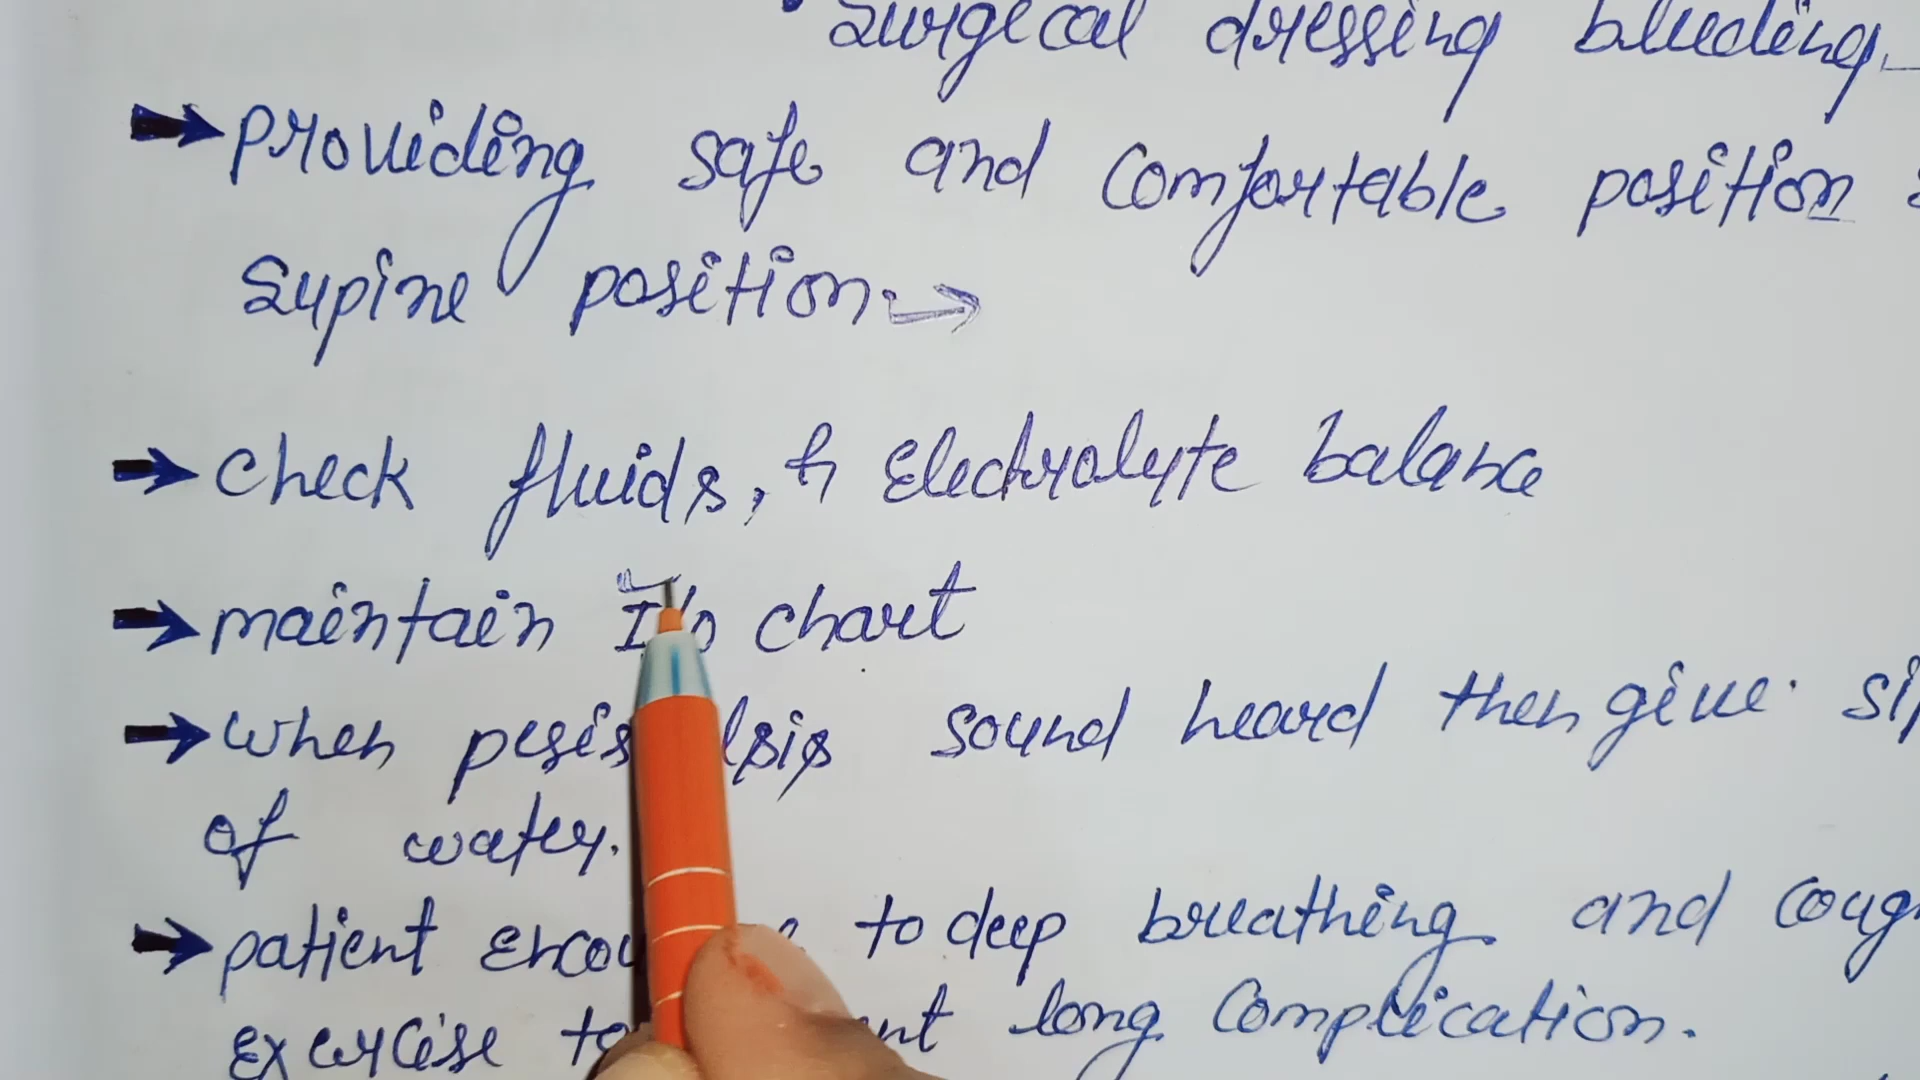 • Surgical dressing bleeding
→ Providing safe and Comfortable position
Supine position. →
→ Check fluids, & Electrolyte balance
→ maintain I/o chart
→ when sound heard then give
of water.
→ patient to deep breathing and
Exercise long Complication.